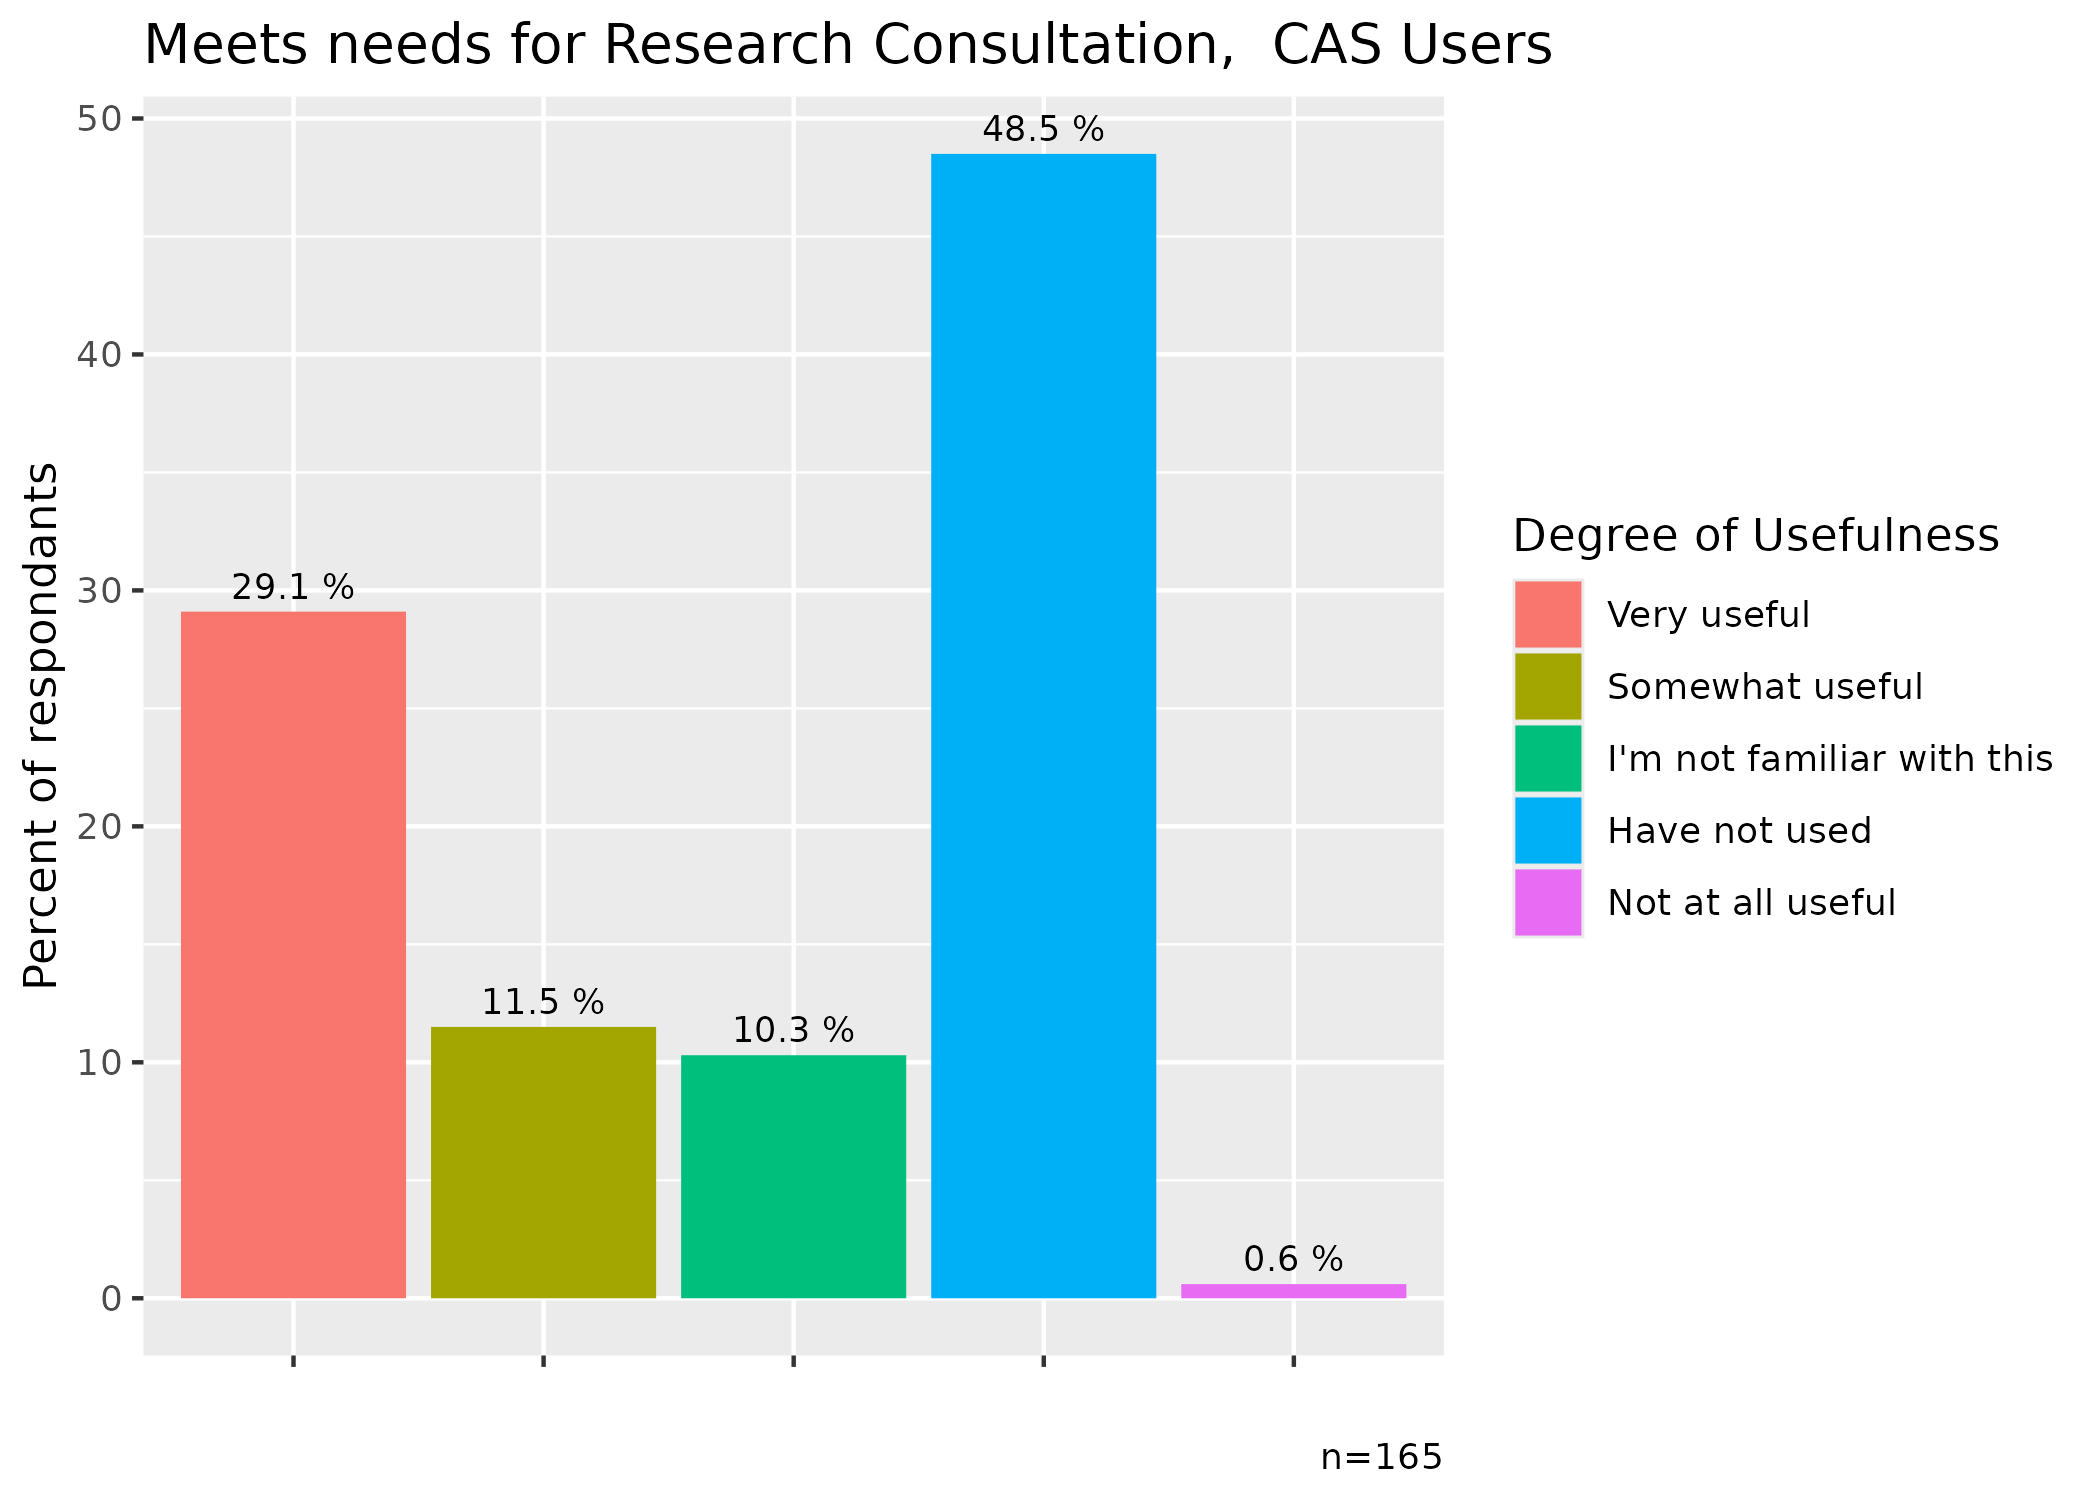 Meets needs for Research Consultation,  CAS Users
Percent of respondants
50
40
30
20
10
0
29.1 %
11.5 %
10.3 %
48.5 %
0.6 %
Degree of Usefulness
Very useful
Somewhat useful
I'm not familiar with this
Have not used
Not at all useful
n=165